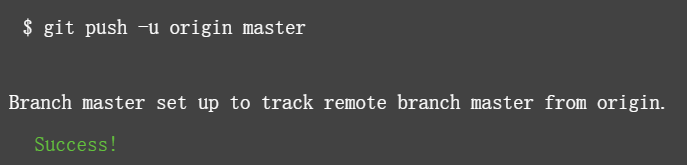 $ git push -u origin master
Branch master set up to track remote branch master from origin.
Success!